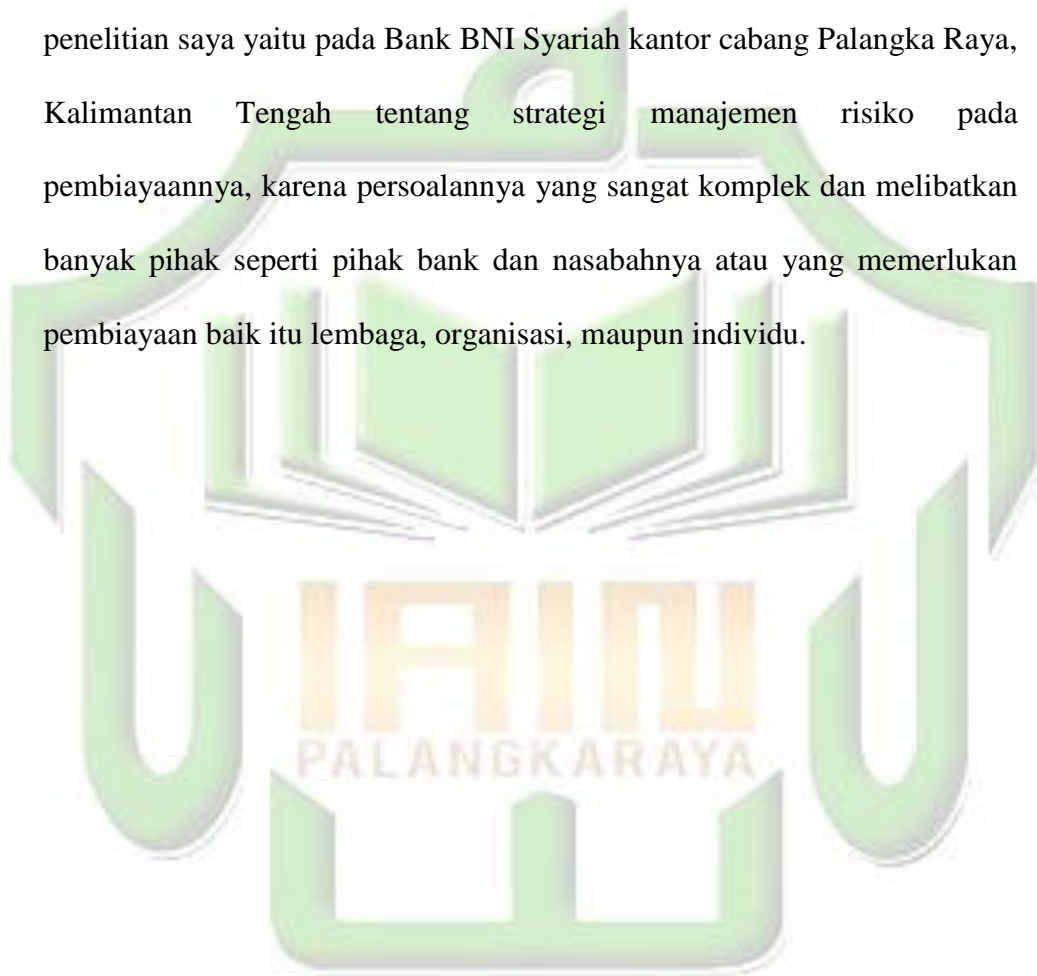 penelitian saya yaitu pada Bank BNI Syariah kantor cabang Palangka Raya,
Kalimantan Tengah tentang strategi manajemen risiko pada
pembiayaannya, karena persoalannya yang sangat komplek dan melibatkan
banyak pihak seperti pihak bank dan nasabahnya atau yang memerlukan
pembiayaan baik itu lembaga, organisasi, maupun individu.
IAIN
PALANGKARAYA